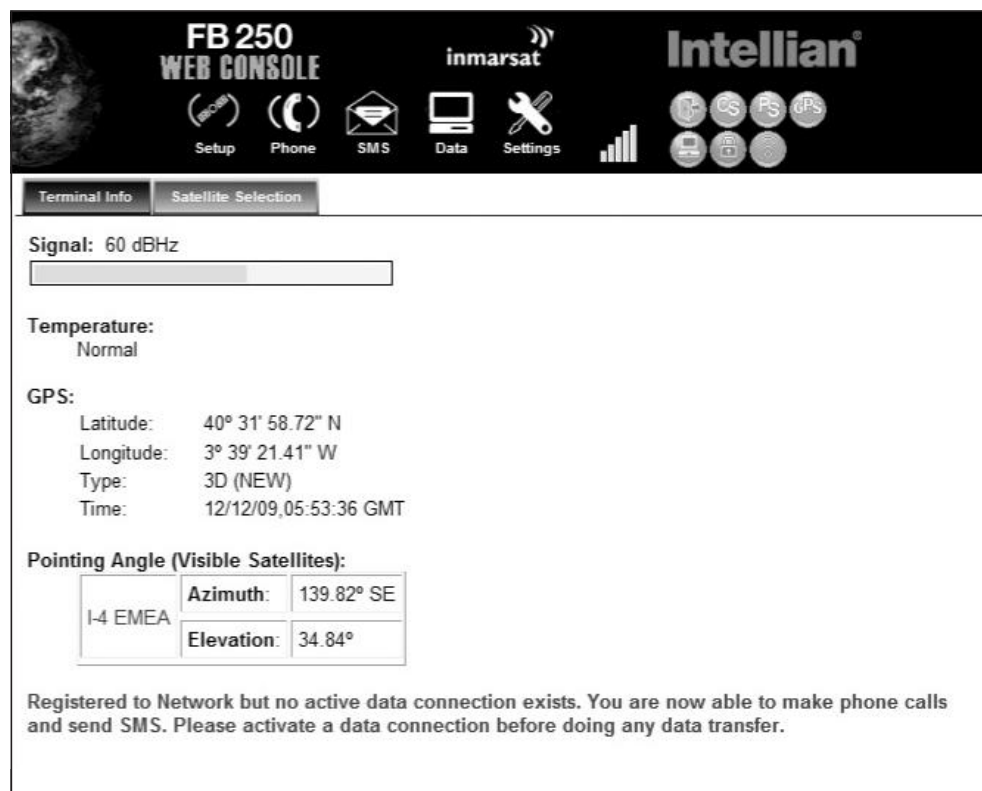 FB 250
WEB CONSOLE
inmarsat
Intellian®
Setup
Phone
SMS
Data
Settings
CS
PS
GPS
Terminal Info
Satellite Selection
Signal: 60 dBHz
Temperature:
Normal
GPS:
Latitude: 40º 31' 58.72" N
Longitude: 3º 39' 21.41" W
Type: 3D (NEW)
Time: 12/12/09,05:53:36 GMT
Pointing Angle (Visible Satellites):
I-4 EMEA
Azimuth: 139.82º SE
Elevation: 34.84º
Registered to Network but no active data connection exists. You are now able to make phone calls
and send SMS. Please activate a data connection before doing any data transfer.